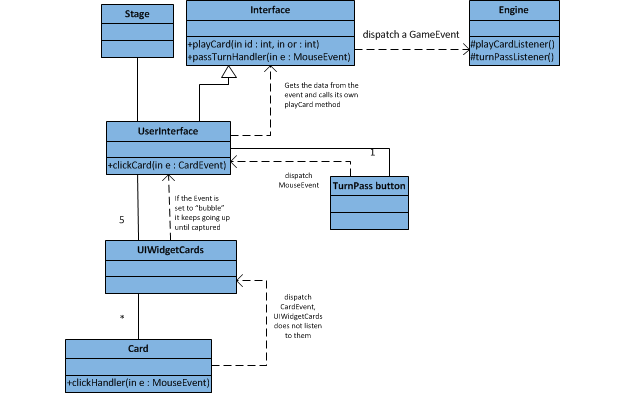 Stage
Interface
+playCard(in id : int, in or : int)
+passTurnHandler(in e : MouseEvent)
dispatch a GameEvent
Engine
#playCardListener()
#turnPassListener()
Gets the data from the
event and calls its own
playCard method
UserInterface
+clickCard(in e : CardEvent)
1
dispatch
MouseEvent
TurnPass button
If the Event is
set to "bubble"
it keeps going up
until captured
5
UIWidgetCards
dispatch
CardEvent,
UIWidgetCards
does not listen
to them
*
Card
+clickHandler(in e : MouseEvent)